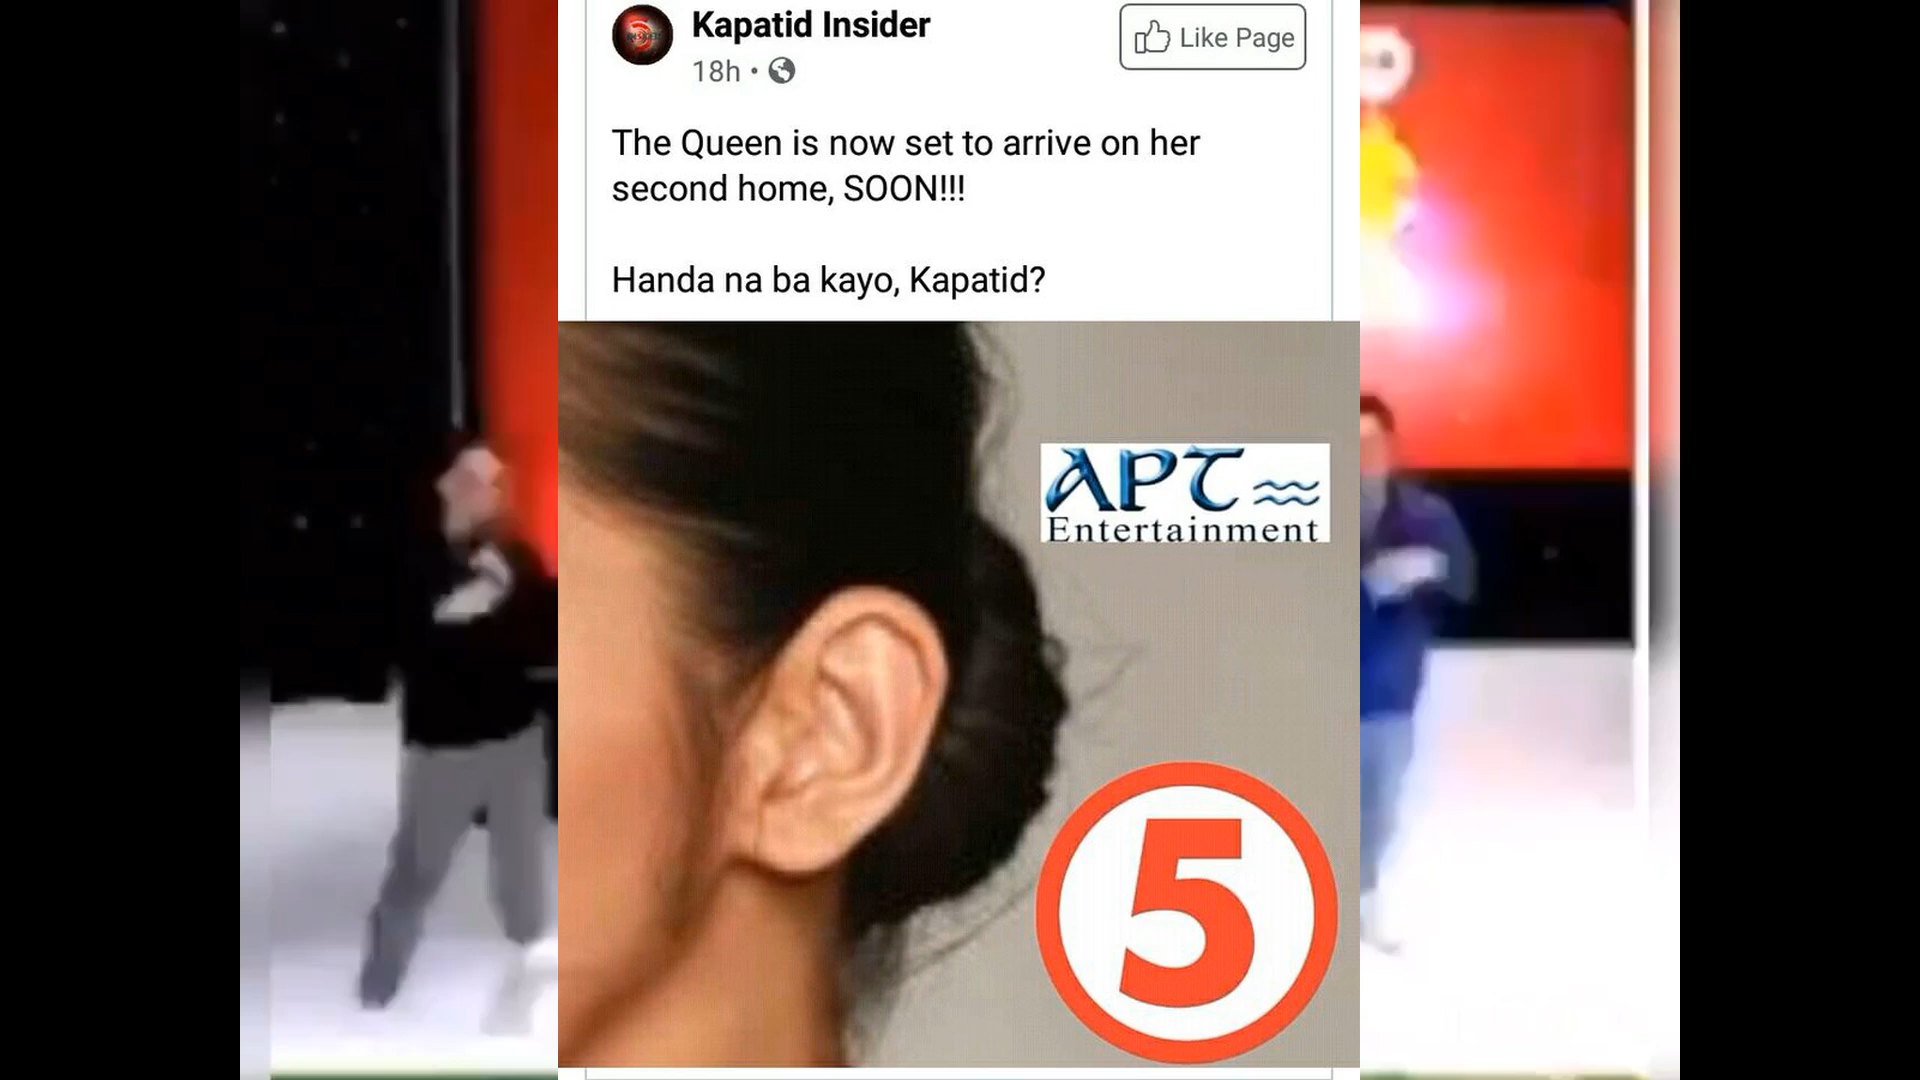 Kapatid Insider
Like Page
18h •
The Queen is now set to arrive on her
second home, SOON!!!
Handa na ba kayo, Kapatid?
APT
Entertainment
5